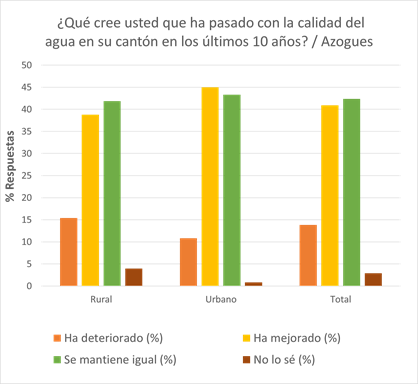 ¿Qué cree usted que ha pasado con la calidad del
agua en su cantón en los últimos 10 años? / Azogues
50
45
40
35
30
25
20
15
10
5
0
% Respuestas
Rural
Urbano
Total
Ha deteriorado (%)
Ha mejorado (%)
Se mantiene igual (%)
No lo sé (%)